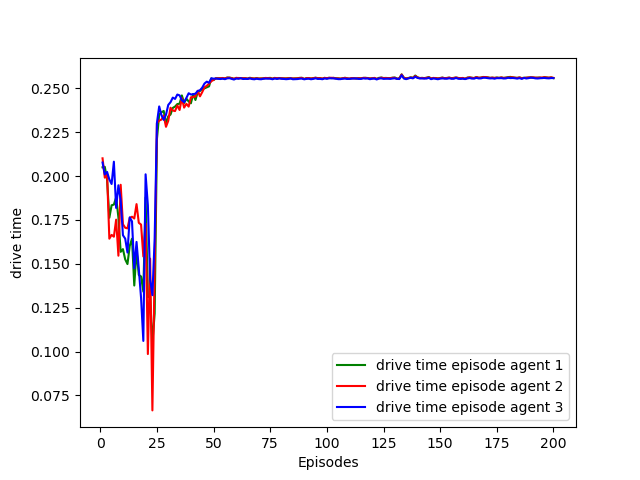 0.250
0.225
0.200
0.175
0.150
0.125
0.100
0.075
drive time
0 25 50 75 100 125 150 175 200
Episodes
drive time episode agent 1
drive time episode agent 2
drive time episode agent 3